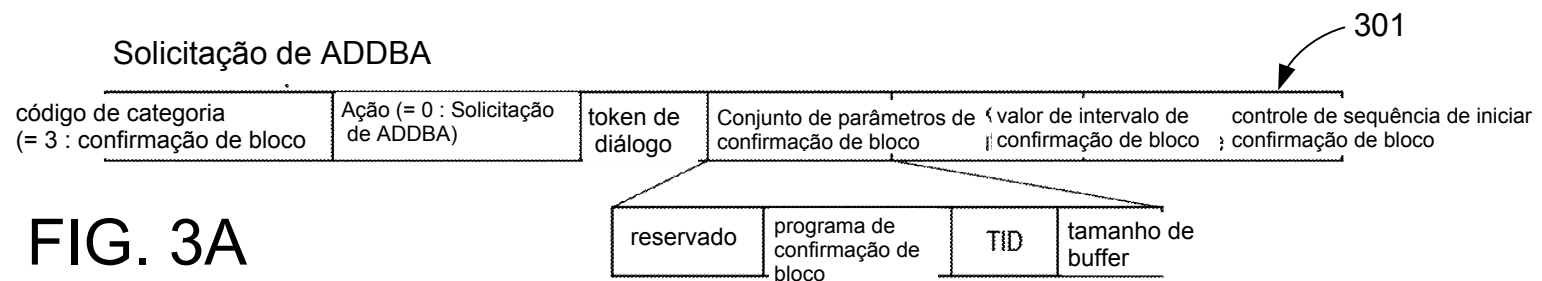 301
Solicitação de ADDBA
código de categoria
(= 3 : confirmação de bloco
Ação (= 0 : Solicitação
de ADDBA)
token de
diálogo
Conjunto de parâmetros de
confirmação de bloco
valor de intervalo de
confirmação de bloco
controle de sequência de iniciar
confirmação de bloco
FIG. 3A
reservado
programa de
confirmação de
bloco
TID
tamanho de
buffer